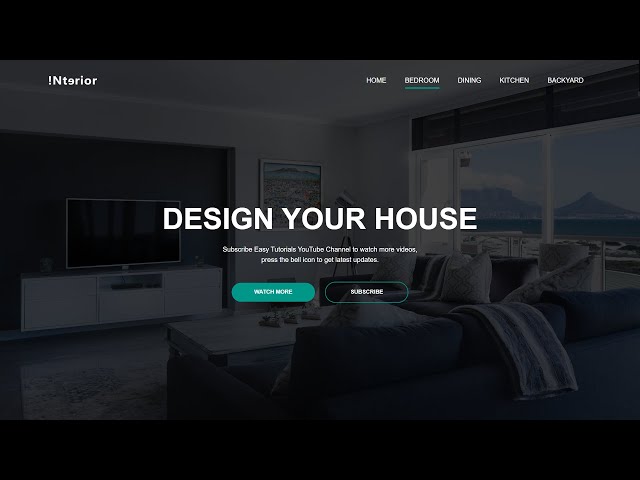 !Ntɘrior
HOME BEDROOM DINING KITCHEN BACKYARD
DESIGN YOUR HOUSE
Subscribe Easy Tutorials YouTube Channel to watch more videos,
press the bell icon to get latest updates.
WATCH MORE SUBSCRIBE